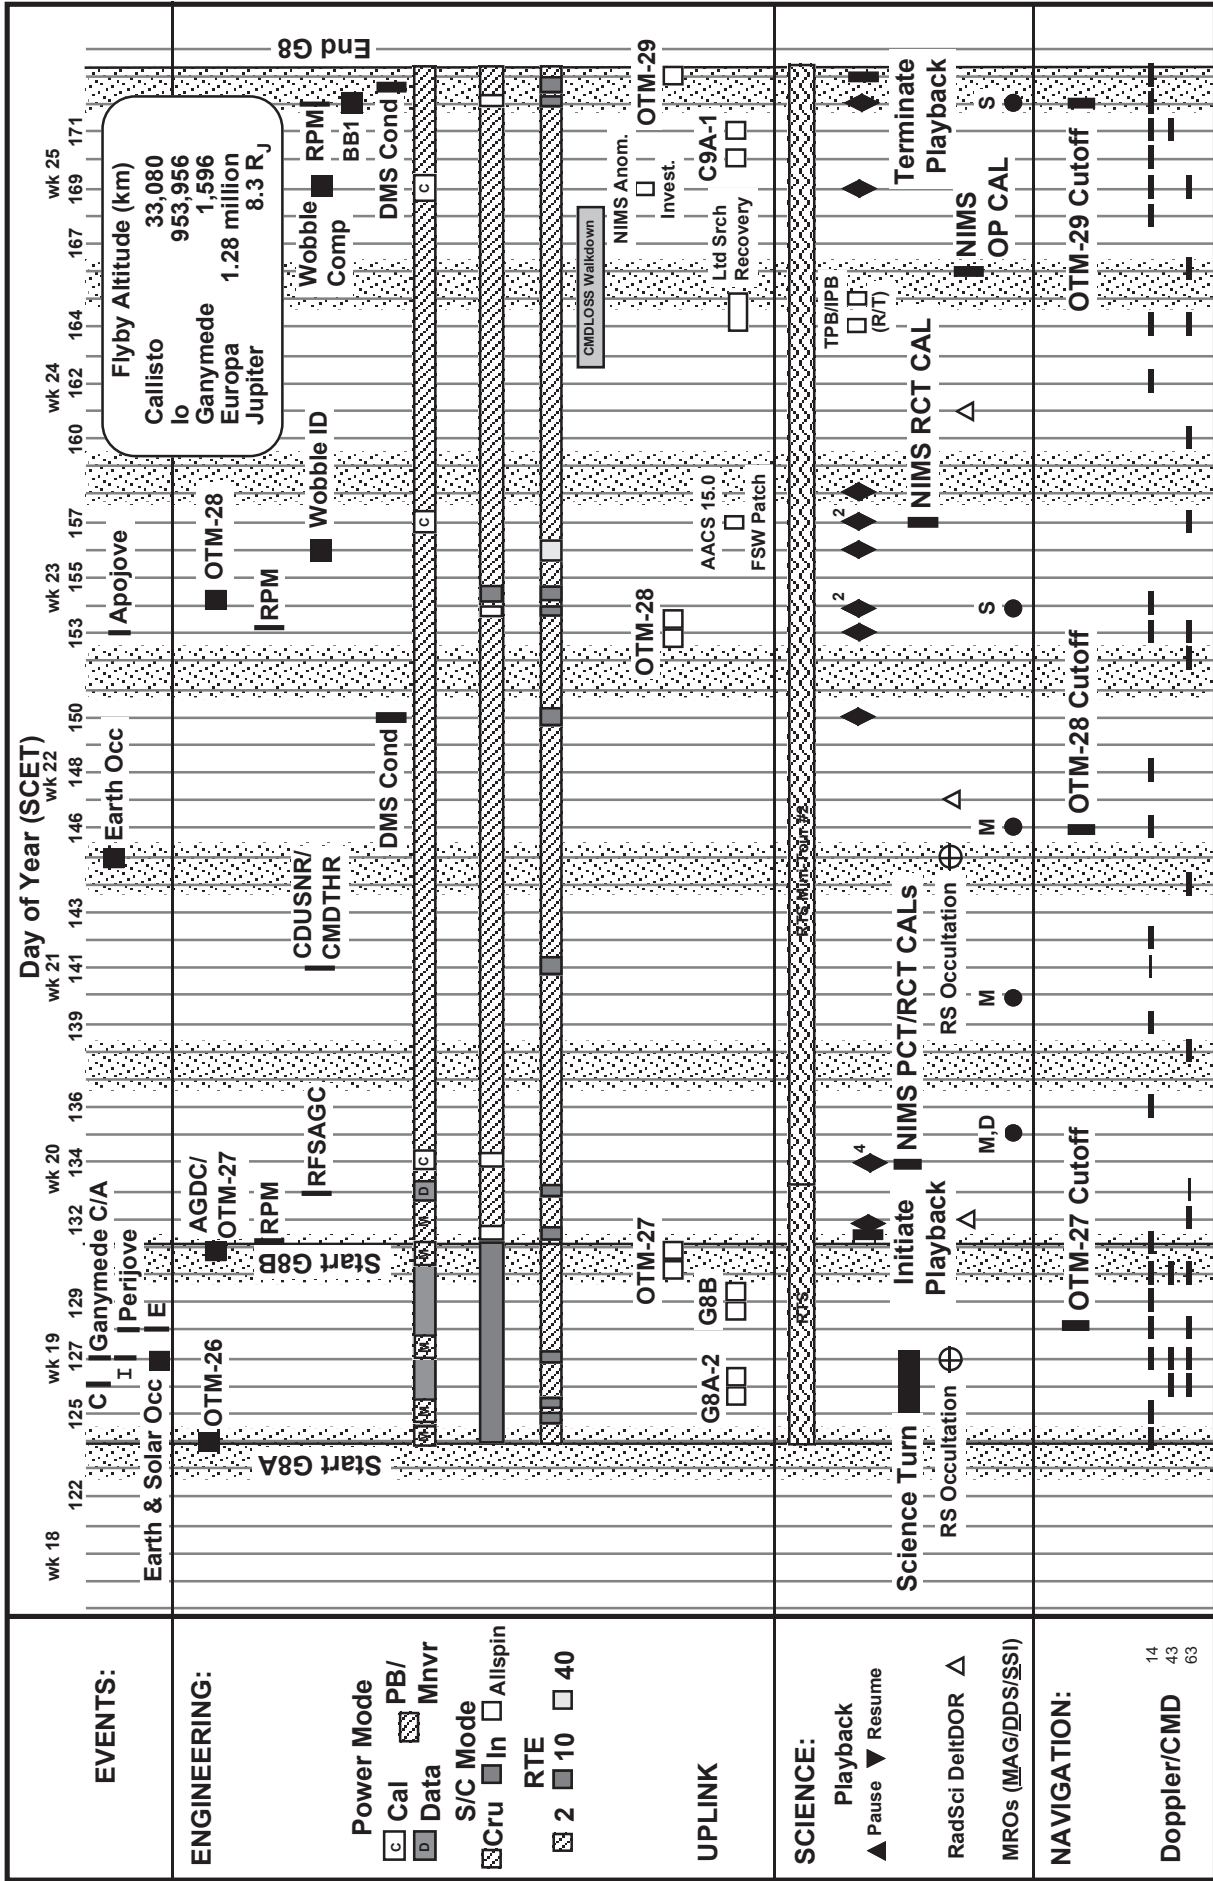 Day of Year (SCET)
wk 18 wk 19 wk 20 wk 21 wk 22 wk 23 wk 24 wk 25
122 125 127 129 132 134 136 139 141 143 146 148 150 153 155 157 160 162 164 167 169 171
EVENTS:
C Ganymede C/A
I Perijove
Earth & Solar Occ E
Earth Occ
Apojove
Flyby Altitude (km)
Callisto 33,080
Io 953,956
Ganymede 1,596
Europa 1.28 million
Jupiter 8.3 RJ
ENGINEERING:
OTM-26
AGDC/
OTM-27
OTM-28
RPM
RPM
Start G8A
Start G8B
End G8
RFSAGC
CDUSNR/
CMDTHR
Wobble ID
Wobble
Comp
RPM
BB1
DMS Cond
DMS Cond
Power Mode
C Cal PB/
D Data Mnvr
M M M M M D C C C
S/C Mode
Cru In Allspin
RTE
2 10 40
CMDLOSS Walkdown
UPLINK
OTM-27
OTM-28
NIMS Anom.
Invest.
OTM-29
G8A-2
G8B
AACS 15.0
FSW Patch
Ltd Srch
Recovery
C9A-1
SCIENCE:
RTS
RTS Mini-Tour #2
Playback
Pause Resume
4
2
2
TPB/IPB
(R/T)
Science Turn
Initiate
Playback
NIMS PCT/RCT CALs
NIMS RCT CAL
NIMS
OP CAL
Terminate
Playback
RadSci DeltDOR
RS Occultation
RS Occultation
MROs (MAG/DDS/SSI)
M,D
M
M
S
S
NAVIGATION:
OTM-27 Cutoff
OTM-28 Cutoff
OTM-29 Cutoff
Doppler/CMD
14
43
63